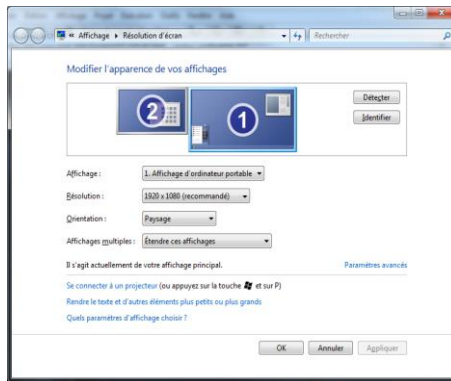 « Affichage ▸ Résolution d'écran
Rechercher
Modifier l'apparence de vos affichages
2
1
Détecter
Identifier
Affichage : 1. Affichage d'ordinateur portable
Résolution : 1920 x 1080 (recommandé)
Orientation : Paysage
Affichages multiples : Étendre ces affichages
Il s'agit actuellement de votre affichage principal. Paramètres avancés
Se connecter à un projecteur (ou appuyez sur la touche et sur P)
Rendre le texte et d'autres éléments plus petits ou plus grands
Quels paramètres d'affichage choisir ?
OK Annuler Appliquer